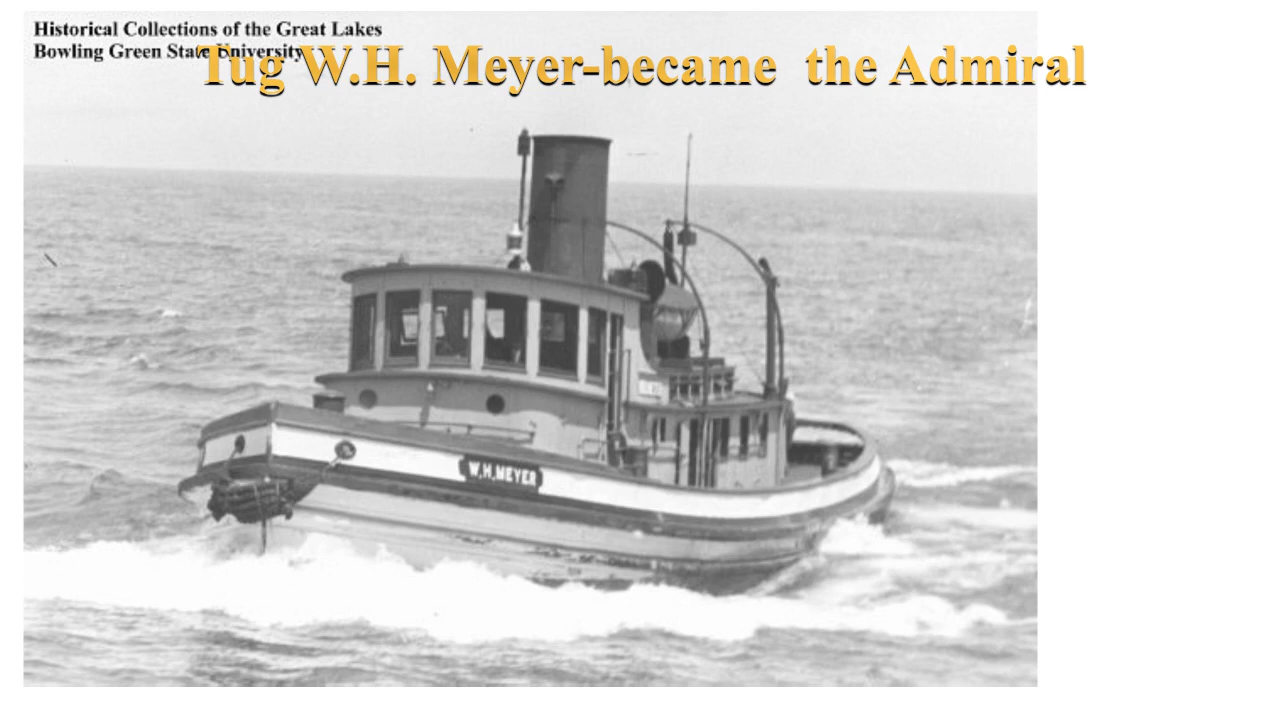 Historical Collections of the Great Lakes
Bowling Green State University
Tug W.H. Meyer-became the Admiral
W.H.MEYER